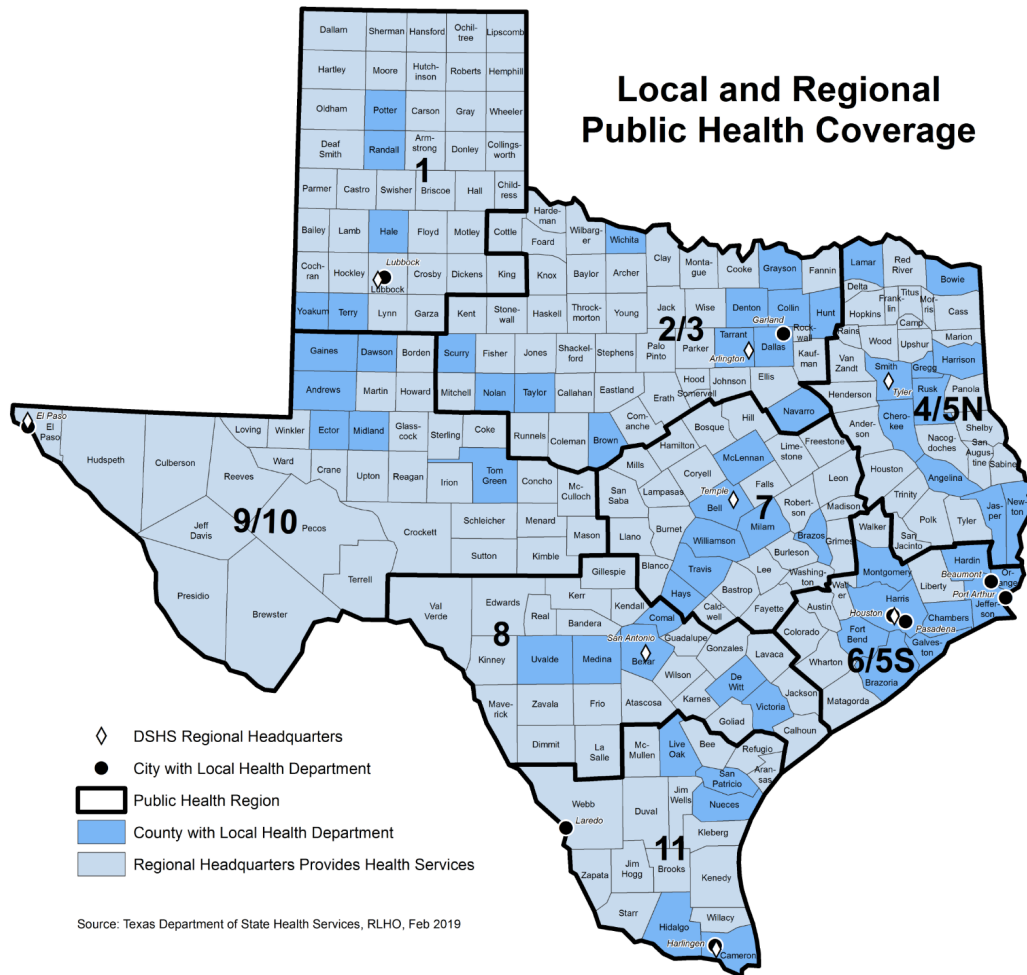 Local and Regional
Public Health Coverage
Dallam
Sherman
Hansford
Ochil-
tree
Lipscomb
Hartley
Moore
Hutch-
inson
Roberts
Hemphill
Oldham
Potter
Carson
Gray
Wheeler
Deaf
Smith
Randall
Arm-
strong
Donley
Collings-
worth
1
Parmer
Castro
Swisher
Briscoe
Hall
Child-
ress
Bailey
Lamb
Hale
Floyd
Motley
Cottle
Harde-
man
Foard
Wilbarg-
er
Wichita
Coch-
ran
Hockley
Lubbock
Lubbock
Crosby
Dickens
King
Knox
Baylor
Archer
Clay
Monta-
gue
Cooke
Grayson
Fannin
Lamar
Red
River
Bowie
Yoakum
Terry
Lynn
Garza
Kent
Stone-
wall
Haskell
Throck-
morton
Young
Jack
Wise
Denton
Collin
Hunt
Garland
Rock-
wall
Delta
Hopkins
Frank-
lin
Titus
Mor-
ris
Cass
Camp
Marion
2/3
Gaines
Dawson
Borden
Scurry
Fisher
Jones
Shackel-
ford
Stephens
Palo
Pinto
Parker
Tarrant
Arlington
Dallas
Kauf-
man
Rains
Wood
Upshur
Harrison
Van
Zandt
Smith
Gregg
Tyler
Rusk
Panola
Andrews
Martin
Howard
Mitchell
Nolan
Taylor
Callahan
Eastland
Erath
Hood
Somervell
Johnson
Ellis
Henderson
Navarro
4/5N
El Paso
El
Paso
Hudspeth
Culberson
Loving
Winkler
Ector
Midland
Glass-
cock
Sterling
Coke
Runnels
Coleman
Brown
Com-
anche
Bosque
Hill
Hamilton
Free-
stone
Lime-
stone
Ander-
son
Chero-
kee
Nacog-
doches
Shelby
San
Augus-
tine
Sabine
Reeves
Ward
Crane
Upton
Reagan
Irion
Tom
Green
Concho
Mc-
Culloch
San
Saba
Mills
Lampasas
Coryell
McLennan
Falls
Leon
Houston
Angelina
Trinity
Polk
Tyler
Jas-
per
New-
ton
9/10
Jeff
Davis
Pecos
Crockett
Schleicher
Menard
Mason
Llano
Burnet
Temple
Bell
7
Milam
Robert-
son
Madison
Walker
San
Jacinto
Presidio
Brewster
Terrell
Sutton
Kimble
Gillespie
Blanco
Williamson
Travis
Lee
Burleson
Brazos
Grimes
Washing-
ton
Montgomery
Liberty
Hardin
Beaumont
Or-
ange
Port Arthur
Jeffer-
son
Val
Verde
Edwards
Real
Kerr
Bandera
Kendall
Hays
Comal
Cald-
well
Bastrop
Fayette
Austin
Wal-
ler
Harris
Houston
Pasadena
Chambers
Galves-
ton
8
Kinney
Uvalde
Medina
San Antonio
Bexar
Guadalupe
Gonzales
Lavaca
Colorado
Fort
Bend
Wharton
6/5S
Brazoria
Matagorda
Maver-
ick
Zavala
Frio
Atascosa
Wilson
Karnes
De
Witt
Victoria
Jackson
Goliad
Calhoun
Dimmit
La
Salle
Mc-
Mullen
Live
Oak
Bee
Refugio
Aran-
sas
San
Patricio
Webb
Laredo
Duval
Jim
Wells
Nueces
Kleberg
11
Zapata
Jim
Hogg
Brooks
Kenedy
Starr
Hidalgo
Willacy
Harlingen
Cameron
DSHS Regional Headquarters
City with Local Health Department
Public Health Region
County with Local Health Department
Regional Headquarters Provides Health Services
Source: Texas Department of State Health Services, RLHO, Feb 2019